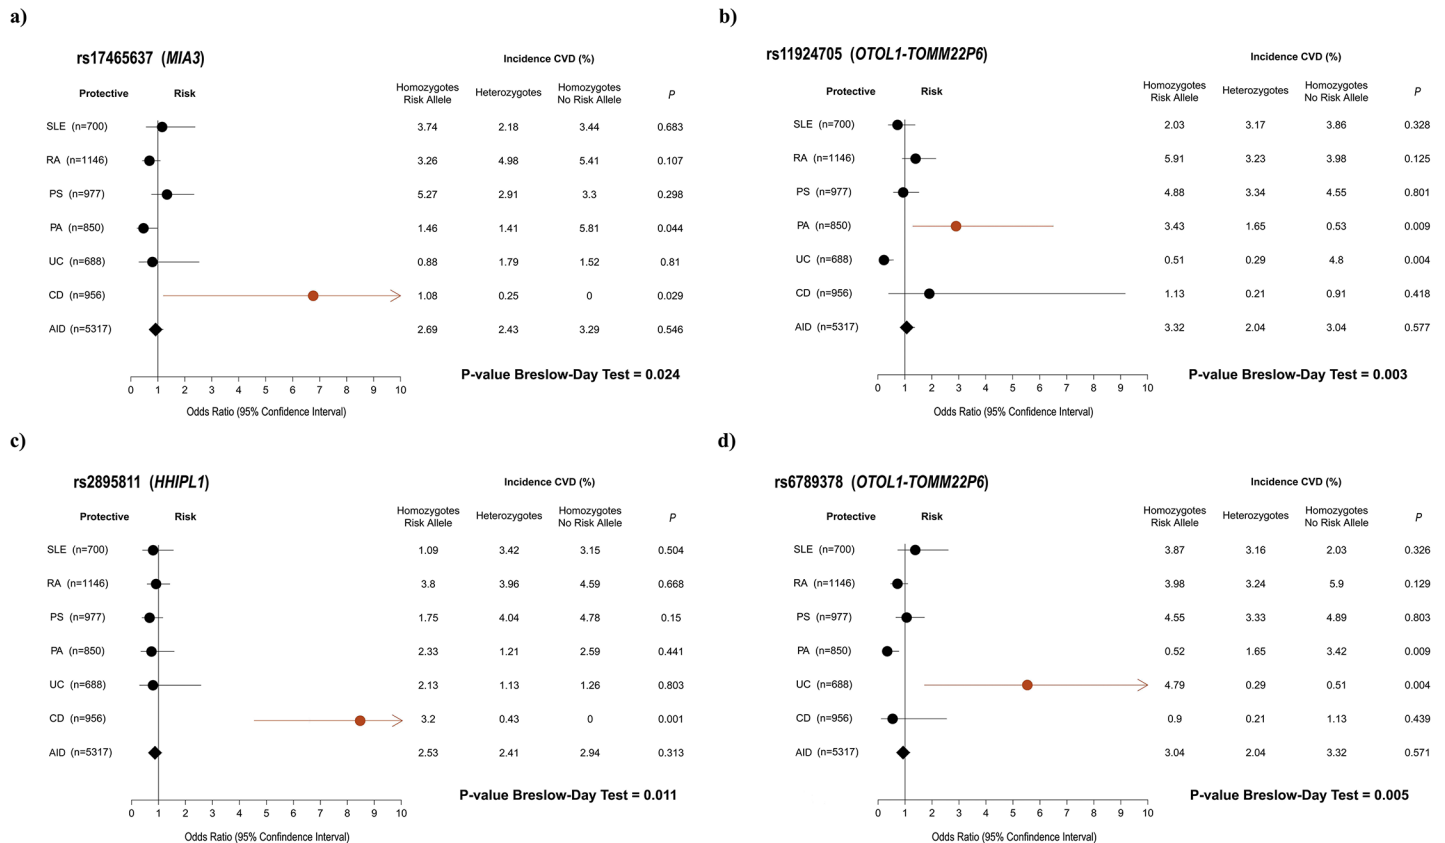 a)
rs17465637 (MIA3)
Incidence CVD (%)
Protective Risk Homozygotes Risk Allele Heterozygotes Homozygotes No Risk Allele P
SLE (n=700) 3.74 2.18 3.44 0.683
RA (n=1146) 3.26 4.98 5.41 0.107
PS (n=977) 5.27 2.91 3.3 0.298
PA (n=850) 1.46 1.41 5.81 0.044
UC (n=688) 0.88 1.79 1.52 0.81
CD (n=956) 1.08 0.25 0 0.029
AID (n=5317) 2.69 2.43 3.29 0.546
P-value Breslow-Day Test = 0.024
0 1 2 3 4 5 6 7 8 9 10
Odds Ratio (95% Confidence Interval)
b)
rs11924705 (OTOL1-TOMM22P6)
Incidence CVD (%)
Protective Risk Homozygotes Risk Allele Heterozygotes Homozygotes No Risk Allele P
SLE (n=700) 2.03 3.17 3.86 0.328
RA (n=1146) 5.91 3.23 3.98 0.125
PS (n=977) 4.88 3.34 4.55 0.801
PA (n=850) 3.43 1.65 0.53 0.009
UC (n=688) 0.51 0.29 4.8 0.004
CD (n=956) 1.13 0.21 0.91 0.418
AID (n=5317) 3.32 2.04 3.04 0.577
P-value Breslow-Day Test = 0.003
0 1 2 3 4 5 6 7 8 9 10
Odds Ratio (95% Confidence Interval)
c)
rs2895811 (HHIPL1)
Incidence CVD (%)
Protective Risk Homozygotes Risk Allele Heterozygotes Homozygotes No Risk Allele P
SLE (n=700) 1.09 3.42 3.15 0.504
RA (n=1146) 3.8 3.96 4.59 0.668
PS (n=977) 1.75 4.04 4.78 0.15
PA (n=850) 2.33 1.21 2.59 0.441
UC (n=688) 2.13 1.13 1.26 0.803
CD (n=956) 3.2 0.43 0 0.001
AID (n=5317) 2.53 2.41 2.94 0.313
P-value Breslow-Day Test = 0.011
0 1 2 3 4 5 6 7 8 9 10
Odds Ratio (95% Confindence Interval)
d)
rs6789378 (OTOL1-TOMM22P6)
Incidence CVD (%)
Protective Risk Homozygotes Risk Allele Heterozygotes Homozygotes No Risk Allele P
SLE (n=700) 3.87 3.16 2.03 0.326
RA (n=1146) 3.98 3.24 5.9 0.129
PS (n=977) 4.55 3.33 4.89 0.803
PA (n=850) 0.52 1.65 3.42 0.009
UC (n=688) 4.79 0.29 0.51 0.004
CD (n=956) 0.9 0.21 1.13 0.439
AID (n=5317) 3.04 2.04 3.32 0.571
P-value Breslow-Day Test = 0.005
0 1 2 3 4 5 6 7 8 9 10
Odds Ratio (95% Confindence Interval)